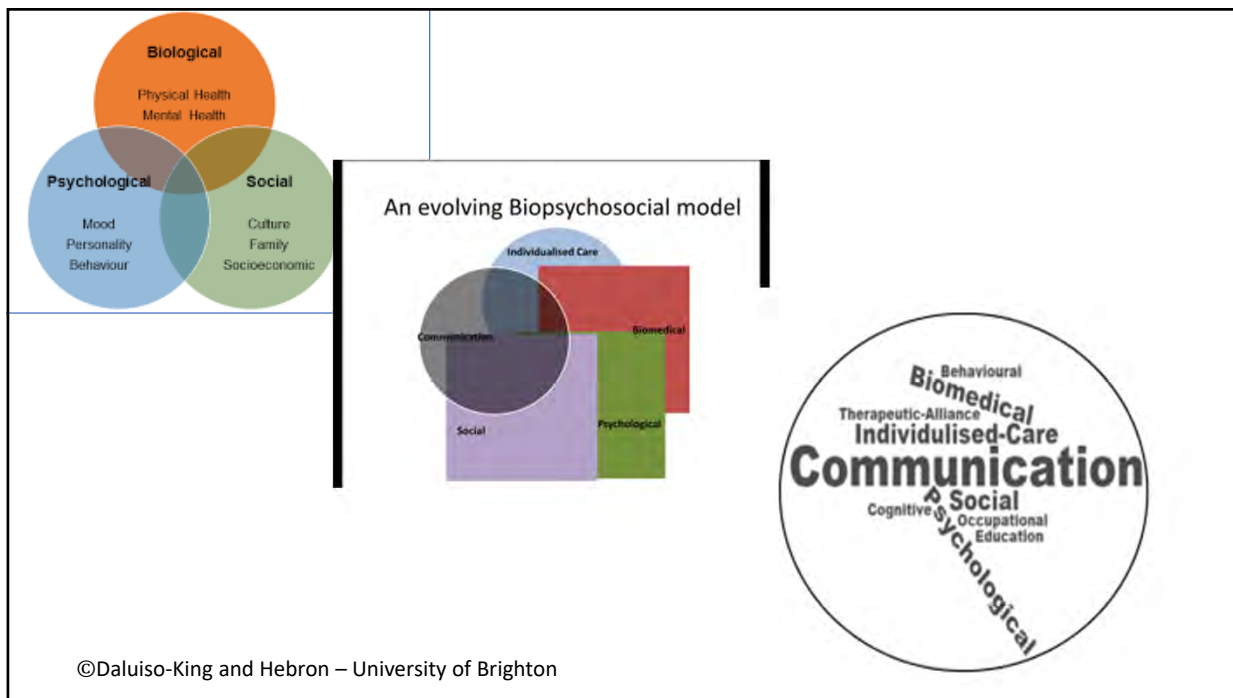 Biological
Physical Health
Mental Health
Psychological
Mood
Personality
Behaviour
Social
Culture
Family
Socioeconomic
An evolving Biopsychosocial model
Individualised Care
Communication
Biomedical
Social
Psychological
Behavioural
Biomedical
Therapeutic-Alliance
Individulised-Care
Communication
Social
Cognitive
Psychological
Occupational
Education
©Daluiso-King and Hebron – University of Brighton